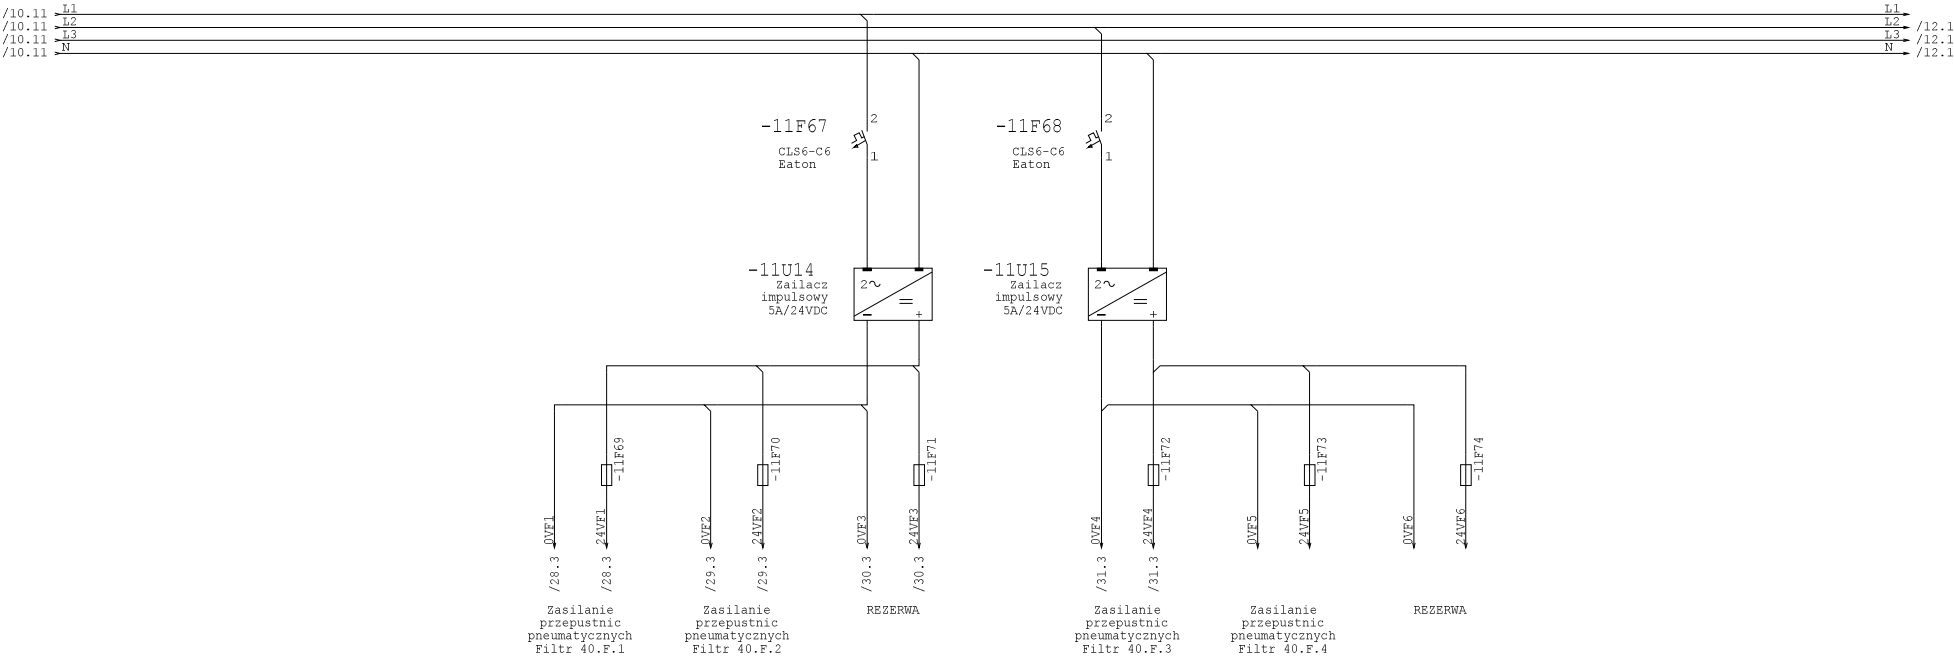 /10.11 L1 L1
/10.11 L2 L2 /12.1
/10.11 L3 L3 /12.1
/10.11 N N /12.1
-11F67
CLS6-C6
Eaton
2
1
-11F68
CLS6-C6
Eaton
2
1
-11U14
Zailacz
impulsowy
5A/24VDC
2~
=
- +
-11U15
Zailacz
impulsowy
5A/24VDC
2~
=
- +
-11F69
-11F70
-11F71
-11F72
-11F73
-11F74
0VF1
24VF1
0VF2
24VF2
0VF3
24VF3
0VF4
24VF4
0VF5
24VF5
0VF6
24VF6
/28.3
/28.3
/29.3
/29.3
/30.3
/30.3
/31.3
/31.3
Zasilanie
przepustnic
pneumatycznych
Filtr 40.F.1
Zasilanie
przepustnic
pneumatycznych
Filtr 40.F.2
REZERWA
Zasilanie
przepustnic
pneumatycznych
Filtr 40.F.3
Zasilanie
przepustnic
pneumatycznych
Filtr 40.F.4
REZERWA